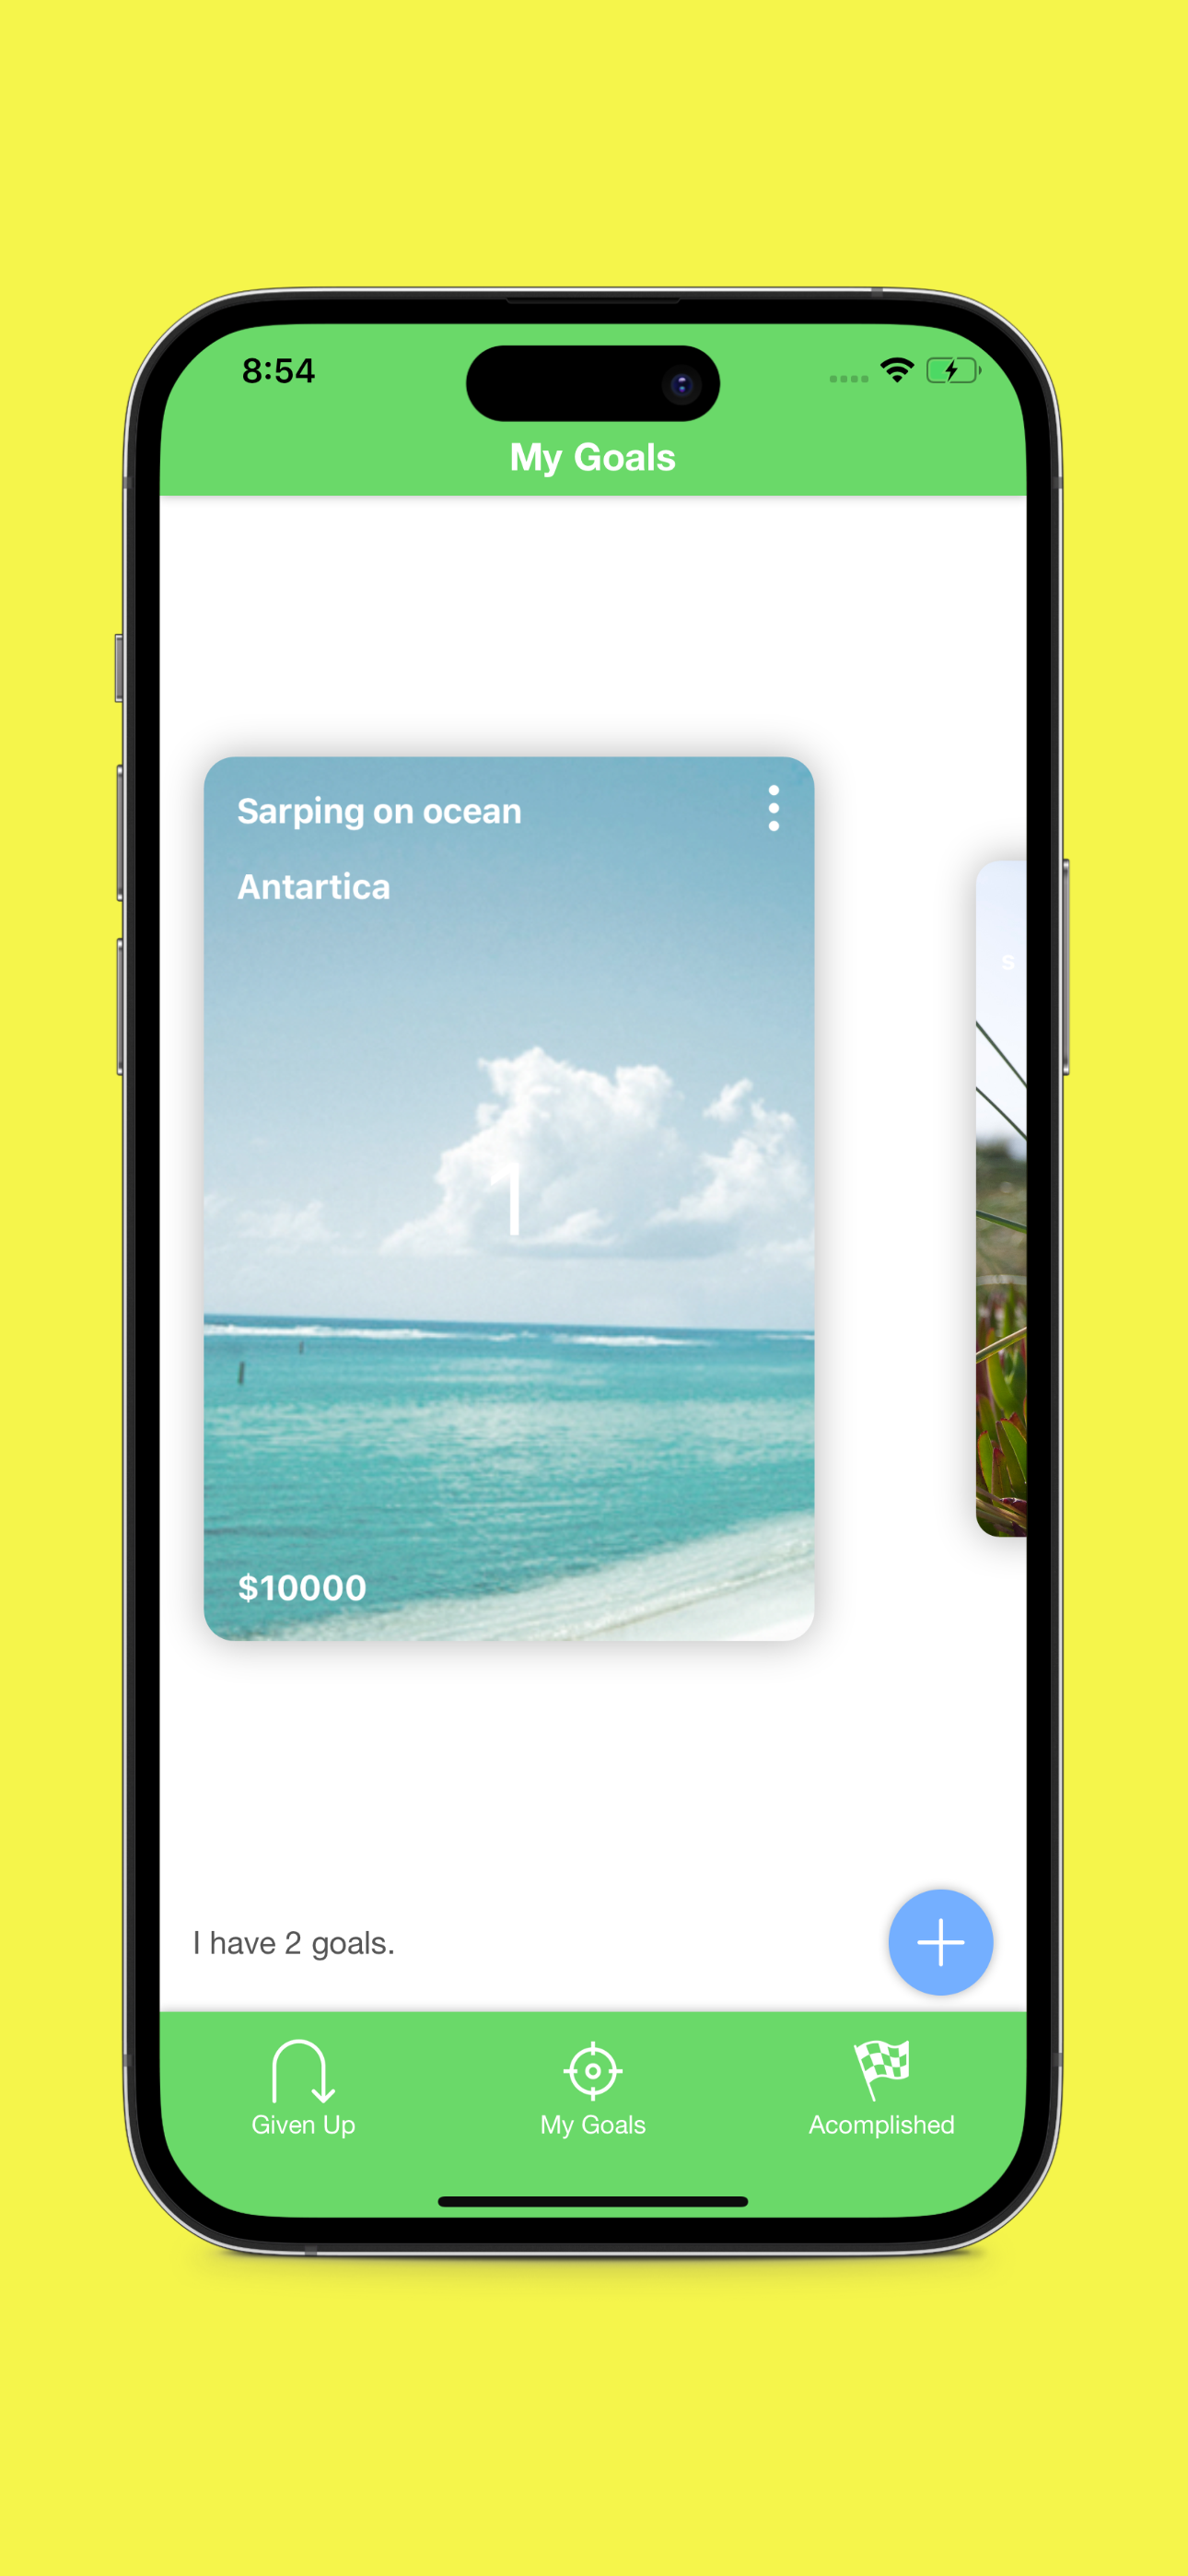 8:54
My Goals
Sarping on ocean
Antartica
s
1
$10000
I have 2 goals.
Given Up
My Goals
Acomplished